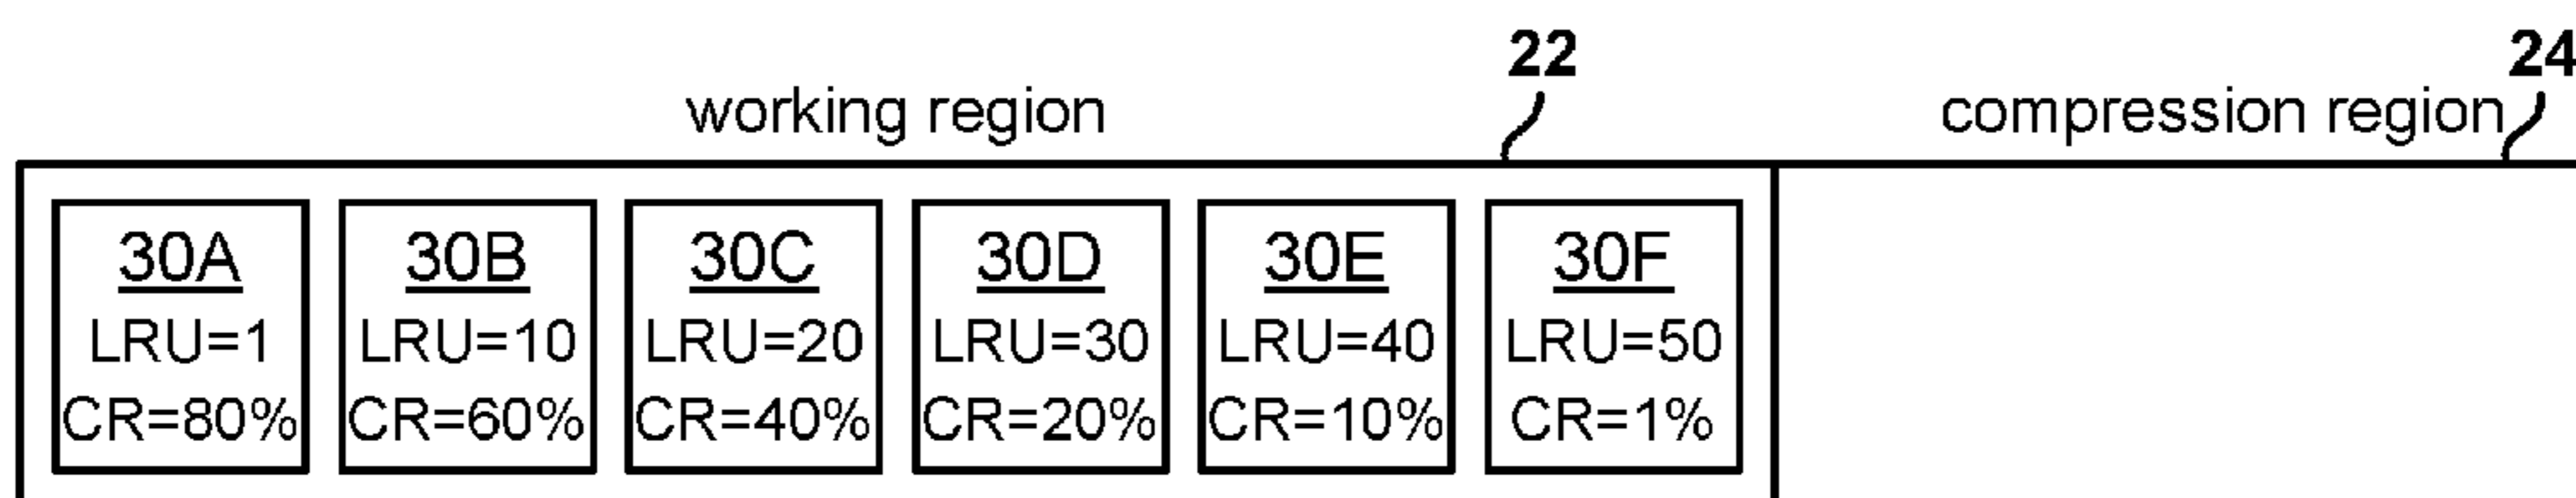 22
24
working region
compression region
30A
LRU=1
CR=80%
30B
LRU=10
CR=60%
30C
LRU=20
CR=40%
30D
LRU=30
CR=20%
30E
LRU=40
CR=10%
30F
LRU=50
CR=1%